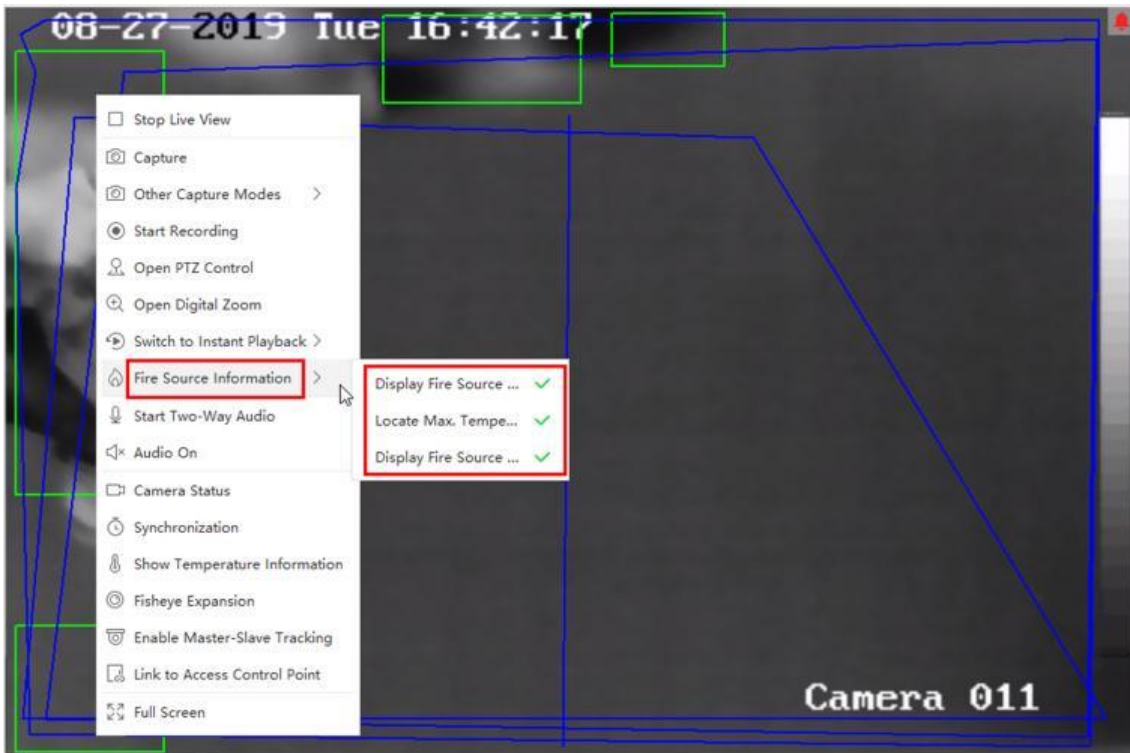 08-27-2019 Tue 16:42:17
Stop Live View
Capture
Other Capture Modes
Start Recording
Open PTZ Control
Open Digital Zoom
Switch to Instant Playback
Fire Source Information
Display Fire Source ...
Locate Max. Tempe...
Display Fire Source ...
Start Two-Way Audio
Audio On
Camera Status
Synchronization
Show Temperature Information
Fisheye Expansion
Enable Master-Slave Tracking
Link to Access Control Point
Full Screen
Camera 011